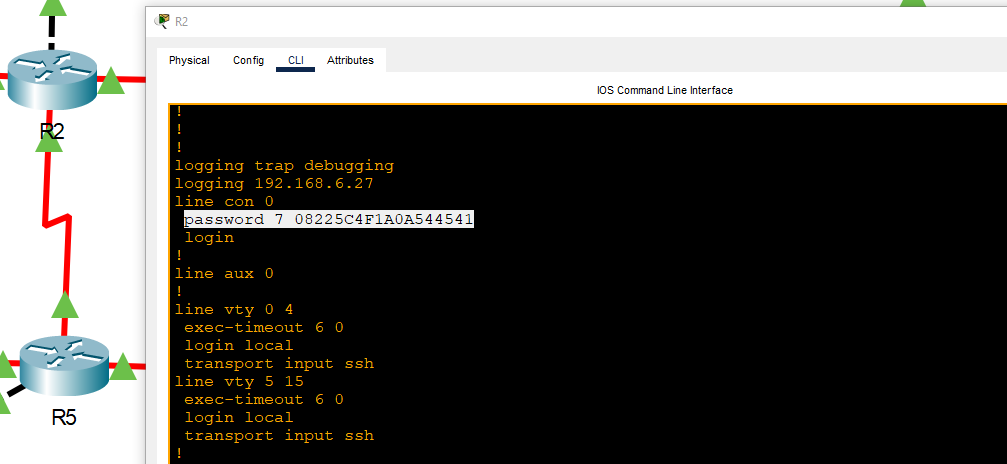 R2
Physical Config CLI Attributes
IOS Command Line Interface
!
!
!
logging trap debugging
logging 192.168.6.27
line con 0
password 7 08225C4F1A0A544541
login
!
line aux 0
!
line vty 0 4
exec-timeout 6 0
login local
transport input ssh
line vty 5 15
exec-timeout 6 0
login local
transport input ssh
!
R2
R5